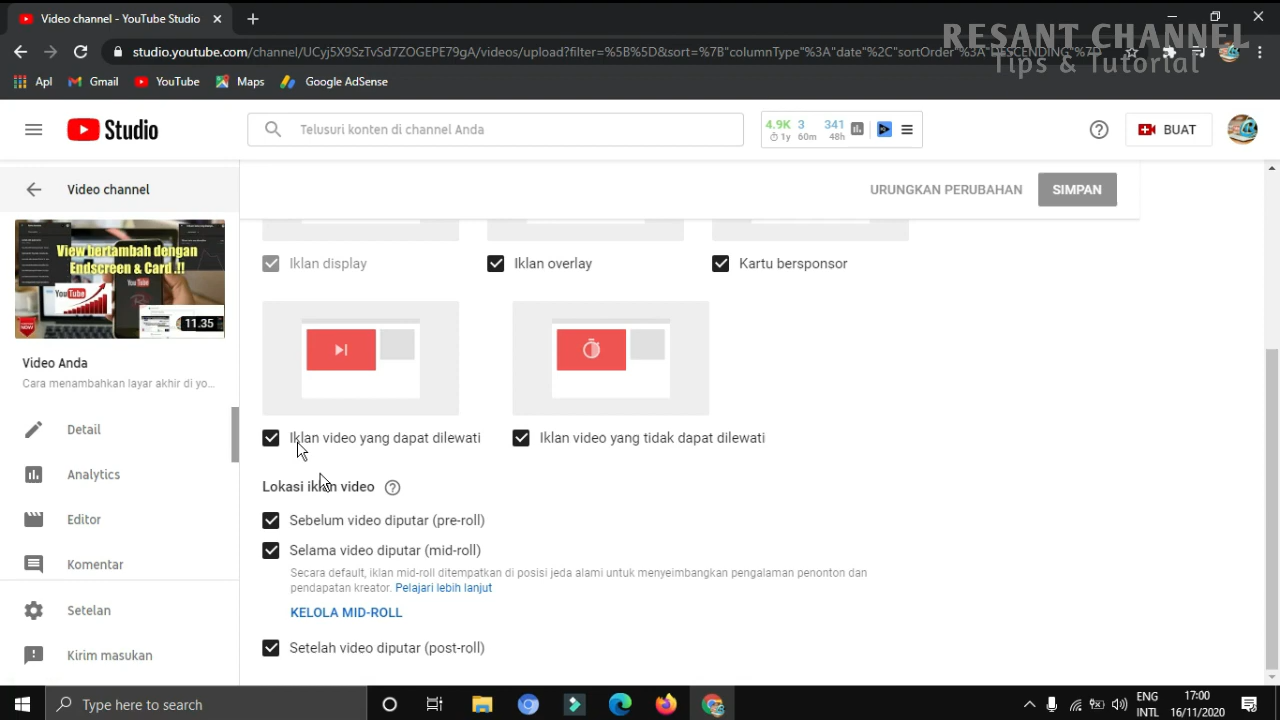 Video channel - YouTube Studio
RESANT CHANNEL
Tips & Tutorial
studio.youtube.com/channel/UCyj5X9SzTvSd7ZOGEPE79gA/videos/upload?filter=%5B%5D&sort=%7B"columnType"%3A"date"%2C"sortOrder"%3A"DESCENDING"%7D
Apl
Gmail
YouTube
Maps
Google AdSense
Studio
Telusuri konten di channel Anda
4.9K 3 341
1y 60m 48h
BUAT
Video channel
URUNGKAN PERUBAHAN
SIMPAN
View bertambah dengan
Endscreen & Card .!!
YouTube
11.35
Video Anda
Cara menambahkan layar akhir di yo...
Detail
Analytics
Editor
Komentar
Setelan
Kirim masukan
Iklan display
Iklan overlay
Kartu bersponsor
Iklan video yang dapat dilewati
Iklan video yang tidak dapat dilewati
Lokasi iklan video
Sebelum video diputar (pre-roll)
Selama video diputar (mid-roll)
Secara default, iklan mid-roll ditempatkan di posisi jeda alami untuk menyeimbangkan pengalaman penonton dan
pendapatan kreator. Pelajari lebih lanjut
KELOLA MID-ROLL
Setelah video diputar (post-roll)
Type here to search
ENG
INTL
17:00
16/11/2020